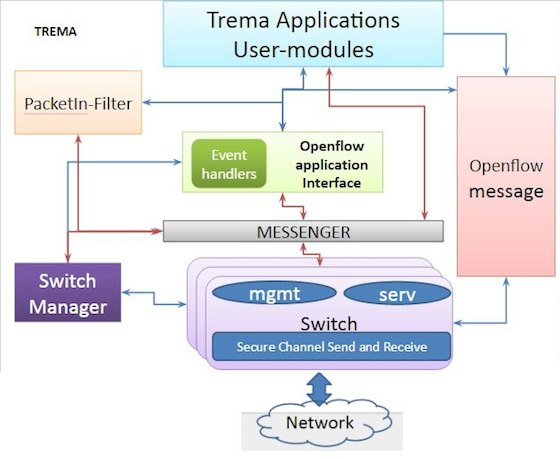 TREMA
Trema Applications
User-modules
PacketIn-Filter
Event
handlers
Openflow
application
Interface
Openflow
message
MESSENGER
Switch
Manager
mgmt
serv
Switch
Secure Channel Send and Receive
Network